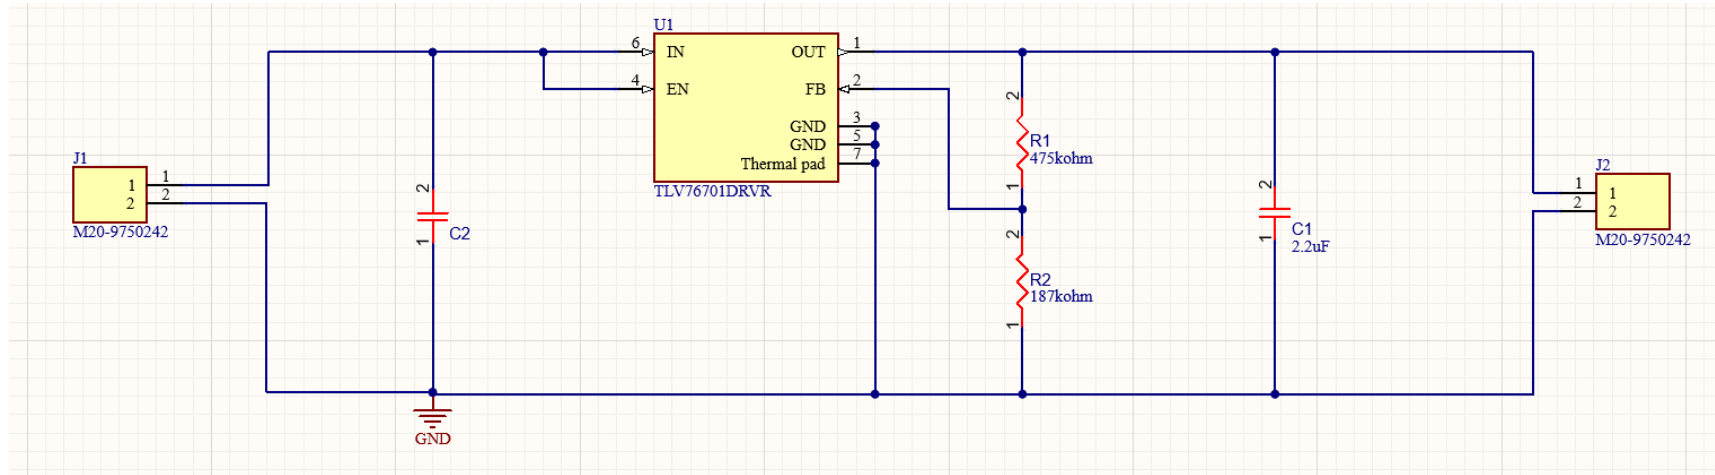 U1
6 IN OUT 1
4 EN FB 2
GND 3
GND 5
Thermal pad 7
TLV76701DRVR
J1
1 1
2 2
M20-9750242
2
1
C2
GND
2
R1
475kohm
1
2
R2
187kohm
1
2
C1
2.2uF
1
J2
1 1
2 2
M20-9750242